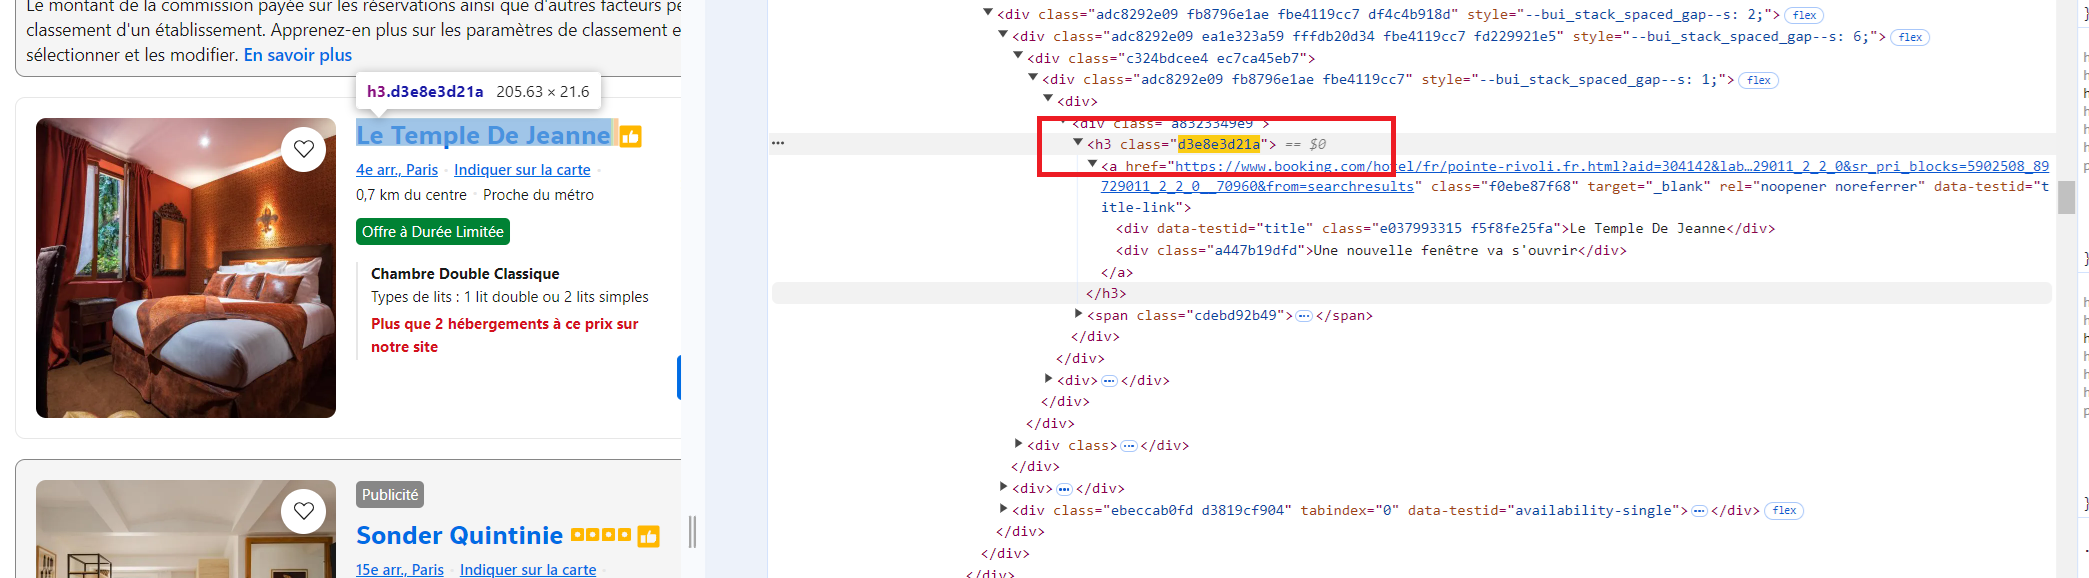 Le montant de la commission payée sur les réservations ainsi que d'autres facteurs pe
classement d'un établissement. Apprenez-en plus sur les paramètres de classement e
sélectionner et les modifier. En savoir plus
h3.d3e8e3d21a 205.63 × 21.6
Le Temple De Jeanne
4e arr., Paris · Indiquer sur la carte ·
0,7 km du centre · Proche du métro
Offre à Durée Limitée
Chambre Double Classique
Types de lits : 1 lit double ou 2 lits simples
Plus que 2 hébergements à ce prix sur
notre site
Publicité
Sonder Quintinie
15e arr., Paris · Indiquer sur la carte ·
<div class="adc8292e09 fb8796e1ae fbe4119cc7 df4c4b918d" style="--bui_stack_spaced_gap--s: 2;"> flex
<div class="adc8292e09 ea1e323a59 fffdb20d34 fbe4119cc7 fd229921e5" style="--bui_stack_spaced_gap--s: 6;"> flex
<div class="c324bdcee4 ec7ca45eb7">
<div class="adc8292e09 fb8796e1ae fbe4119cc7" style="--bui_stack_spaced_gap--s: 1;"> flex
<div>
<div class="a8323349e9">
<h3 class="d3e8e3d21a"> == $0
<a href="https://www.booking.com/hotel/fr/pointe-rivoli.fr.html?aid=304142&lab…29011_2_2_0&sr_pri_blocks=5902508_89
729011_2_2_0__70960&from=searchresults" class="f0ebe87f68" target="_blank" rel="noopener noreferrer" data-testid="t
itle-link">
<div data-testid="title" class="e037993315 f5f8fe25fa">Le Temple De Jeanne</div>
<div class="a447b19dfd">Une nouvelle fenêtre va s'ouvrir</div>
</a>
</h3>
<span class="cdebd92b49">…</span>
</div>
</div>
<div>…</div>
</div>
</div>
<div class>…</div>
</div>
<div>…</div>
<div class="ebeccab0fd d3819cf904" tabindex="0" data-testid="availability-single">…</div> flex
</div>
</div>
</div>